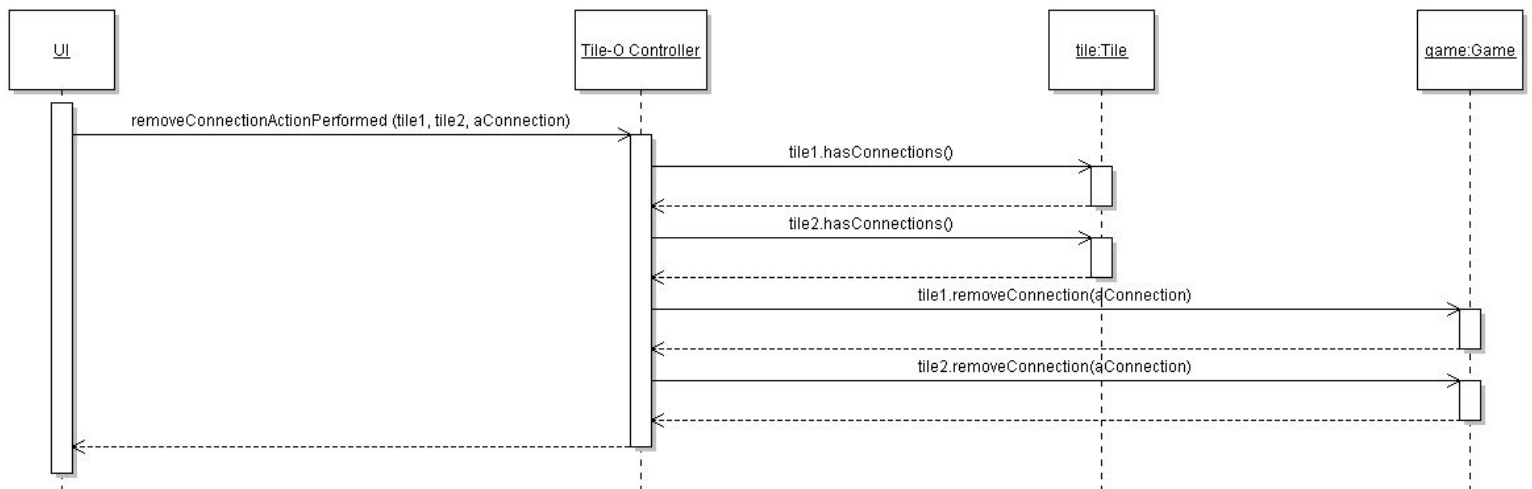 UI
Tile-O Controller
tile:Tile
game:Game
removeConnectionActionPerformed (tile1, tile2, aConnection)
tile1.hasConnections()
tile2.hasConnections()
tile1.removeConnection(aConnection)
tile2.removeConnection(aConnection)